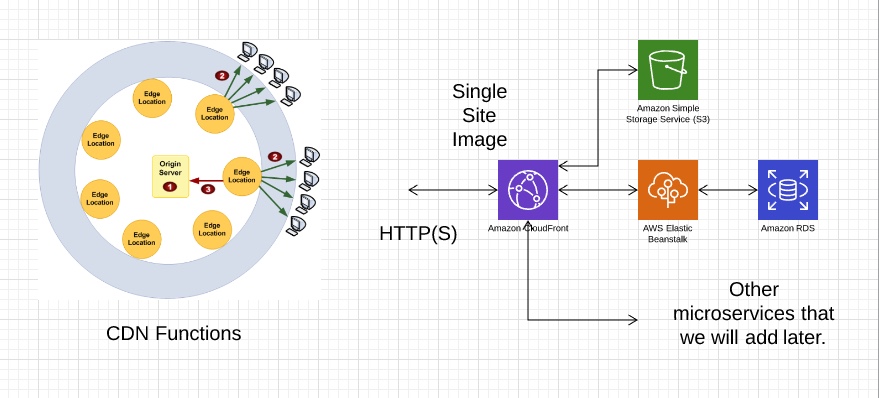 Edge
Location
Edge
Location
Edge
Location
Edge
Location
Edge
Location
Edge
Location
Edge
Location
Origin
Server
1
2
2
3
CDN Functions
Single
Site
Image
HTTP(S)
Amazon Simple
Storage Service (S3)
Amazon CloudFront
AWS Elastic
Beanstalk
Amazon RDS
Other
microservices that
we will add later.